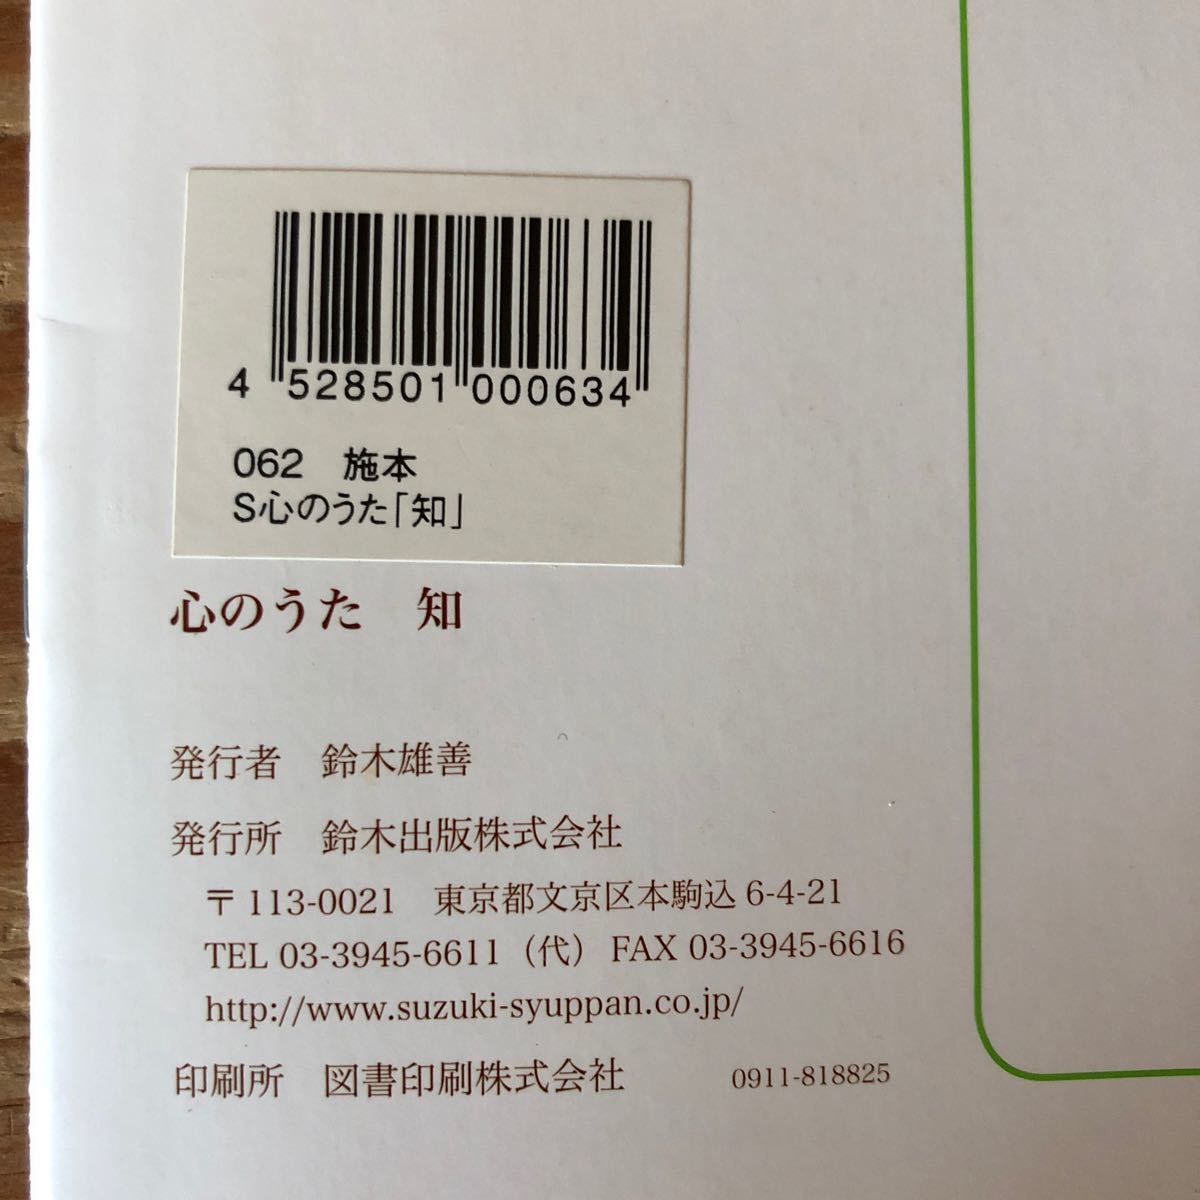 4 528501 000634
062 施本
S心のうた「知」
心のうた 知
発行者 鈴木雄善
発行所 鈴木出版株式会社
〒113-0021 東京都文京区本駒込 6-4-21
TEL 03-3945-6611（代）FAX 03-3945-6616
http://www.suzuki-syuppan.co.jp/
印刷所 図書印刷株式会社 0911-818825